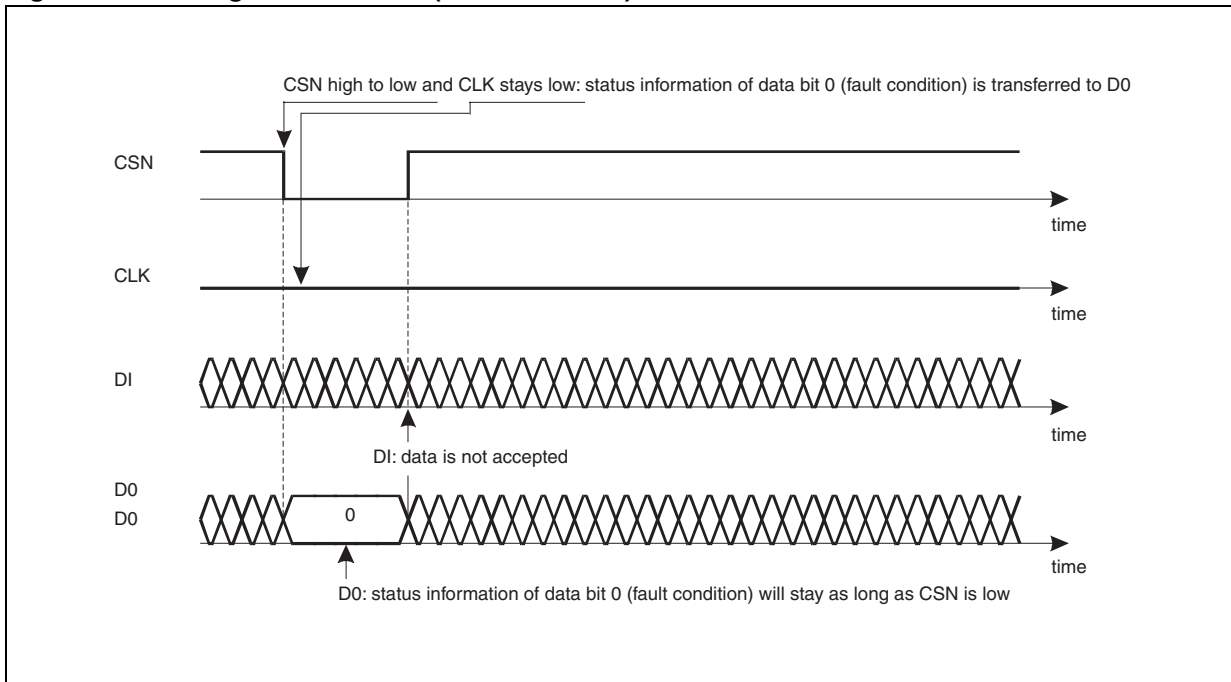 CSN high to low and CLK stays low: status information of data bit 0 (fault condition) is transferred to D0
CSN
time
CLK
time
DI
time
DI: data is not accepted
D0
D0
0
time
D0: status information of data bit 0 (fault condition) will stay as long as CSN is low